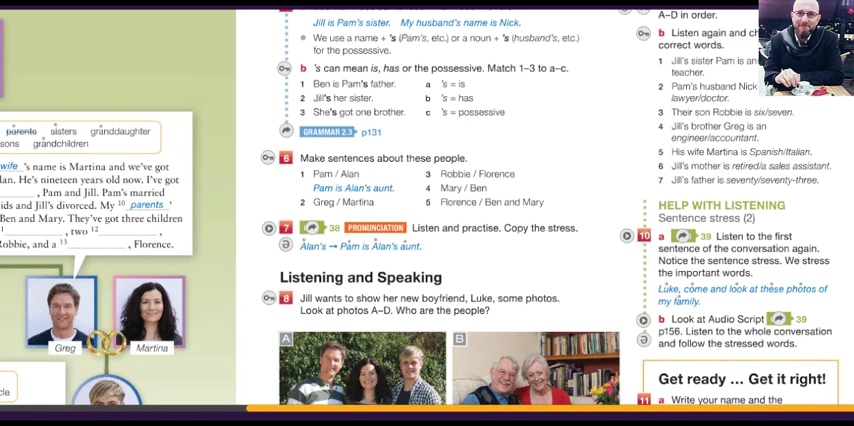 parents sisters granddaughter
sons grandchildren
wife 's name is Martina and we've got
lan. He's nineteen years old now. I've got
, Pam and Jill. Pam's married
ids and Jill's divorced. My 10 parents '
Ben and Mary. They've got three children
, two 12 ,
Robbie, and a 13 , Florence.
Greg
Martina
Jill is Pam's sister. My husband's name is Nick.
We use a name + 's (Pam's, etc.) or a noun + 's (husband's, etc.)
for the possessive.
b 's can mean is, has or the possessive. Match 1–3 to a–c.
1 Ben is Pam's father. a 's = is
2 Jill's her sister. b 's = has
3 She's got one brother. c 's = possessive
GRAMMAR 2.3 p131
6 Make sentences about these people.
1 Pam / Alan 3 Robbie / Florence
Pam is Alan's aunt. 4 Mary / Ben
2 Greg / Martina 5 Florence / Ben and Mary
7 38 PRONUNCIATION Listen and practise. Copy the stress.
Alan's → Pam is Alan's aunt.
Listening and Speaking
8 Jill wants to show her new boyfriend, Luke, some photos.
Look at photos A–D. Who are the people?
A
B
A–D in order.
b Listen again and ch
correct words.
1 Jill's sister Pam is an
teacher.
2 Pam's husband Nick
lawyer/doctor.
3 Their son Robbie is six/seven.
4 Jill's brother Greg is an
engineer/accountant.
5 His wife Martina is Spanish/Italian.
6 Jill's mother is retired/a sales assistant.
7 Jill's father is seventy/seventy-three.
HELP WITH LISTENING
Sentence stress (2)
10 a 39 Listen to the first
sentence of the conversation again.
Notice the sentence stress. We stress
the important words.
Luke, come and look at these photos of
my family.
b Look at Audio Script 39
p156. Listen to the whole conversation
and follow the stressed words.
Get ready … Get it right!
11 a Write your name and the